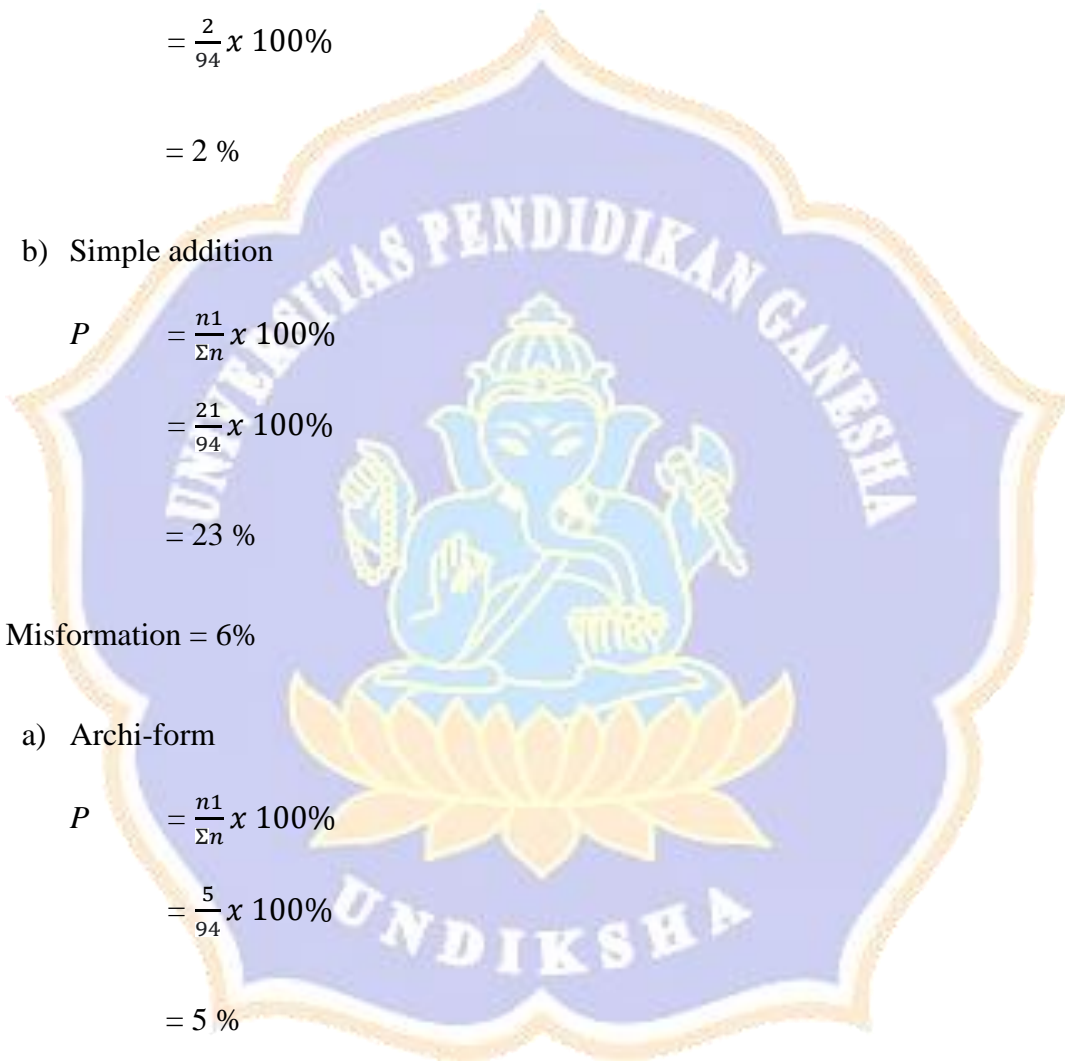 = 2/94 x 100%
= 2 %
b) Simple addition
P = n1/Σn x 100%
= 21/94 x 100%
= 23 %
Misformation = 6%
a) Archi-form
P = n1/Σn x 100%
= 5/94 x 100%
= 5 %
UNIVERSITAS PENDIDIKAN GANESHA
UNDIKSHA